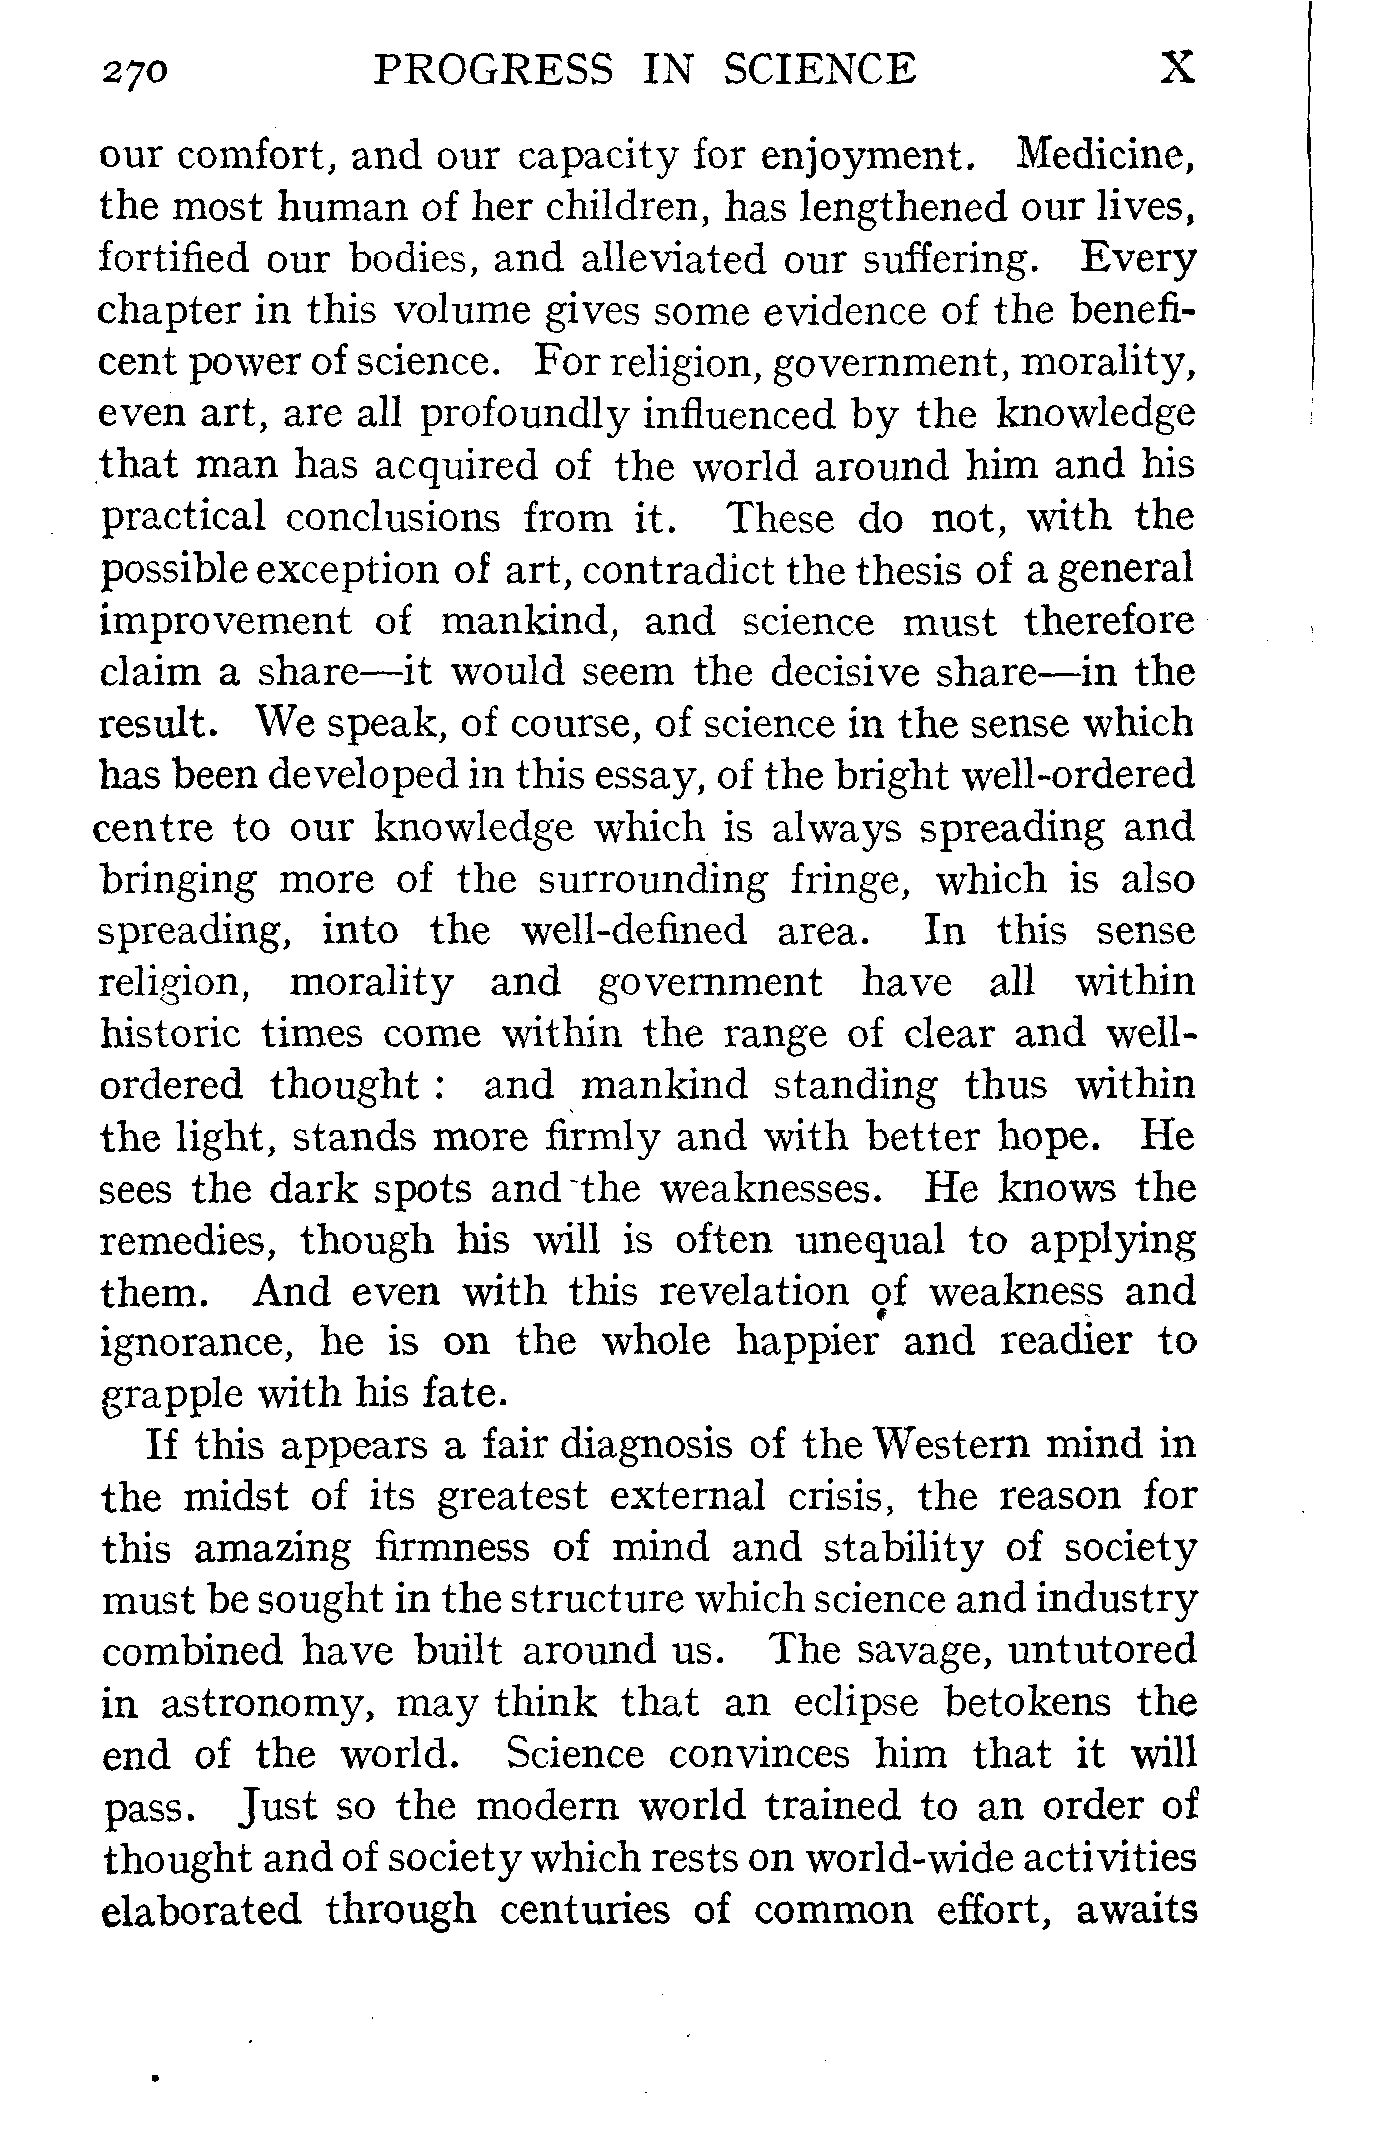 270 PROGRESS IN SCIENCE X
our comfort, and our capacity for enjoyment. Medicine,
the most human of her children, has lengthened our lives,
fortified our bodies, and alleviated our suffering. Every
chapter in this volume gives some evidence of the benefi-
cent power of science. For religion, government, morality,
even art, are all profoundly influenced by the knowledge
that man has acquired of the world around him and his
practical conclusions from it. These do not, with the
possible exception of art, contradict the thesis of a general
improvement of mankind, and science must therefore
claim a share—it would seem the decisive share—in the
result. We speak, of course, of science in the sense which
has been developed in this essay, of the bright well-ordered
centre to our knowledge which is always spreading and
bringing more of the surrounding fringe, which is also
spreading, into the well-defined area. In this sense
religion, morality and government have all within
historic times come within the range of clear and well-
ordered thought : and mankind standing thus within
the light, stands more firmly and with better hope. He
sees the dark spots and the weaknesses. He knows the
remedies, though his will is often unequal to applying
them. And even with this revelation of weakness and
ignorance, he is on the whole happier and readier to
grapple with his fate.
If this appears a fair diagnosis of the Western mind in
the midst of its greatest external crisis, the reason for
this amazing firmness of mind and stability of society
must be sought in the structure which science and industry
combined have built around us. The savage, untutored
in astronomy, may think that an eclipse betokens the
end of the world. Science convinces him that it will
pass. Just so the modern world trained to an order of
thought and of society which rests on world-wide activities
elaborated through centuries of common effort, awaits